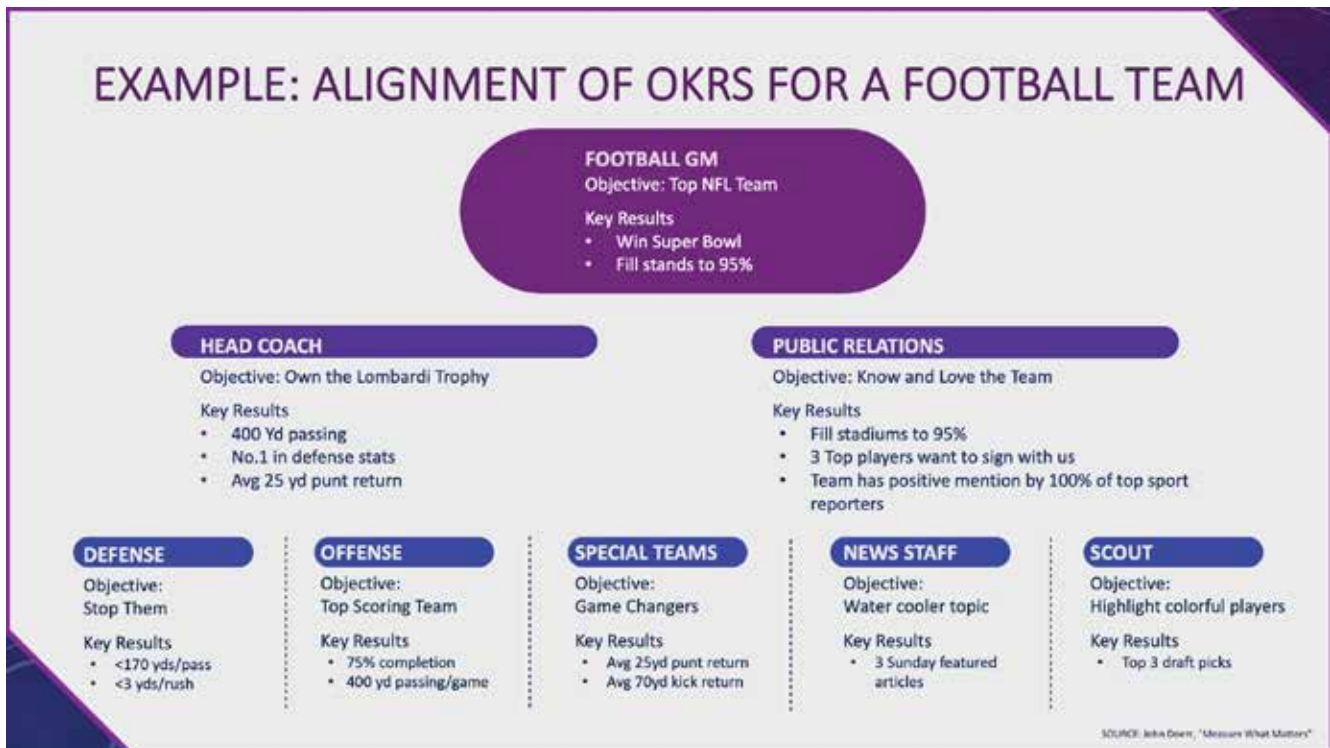 EXAMPLE: ALIGNMENT OF OKRS FOR A FOOTBALL TEAM
FOOTBALL GM
Objective: Top NFL Team
Key Results
• Win Super Bowl
• Fill stands to 95%
HEAD COACH
Objective: Own the Lombardi Trophy
Key Results
• 400 Yd passing
• No.1 in defense stats
• Avg 25 yd punt return
PUBLIC RELATIONS
Objective: Know and Love the Team
Key Results
• Fill stadiums to 95%
• 3 Top players want to sign with us
• Team has positive mention by 100% of top sport
reporters
DEFENSE
Objective:
Stop Them
Key Results
• <170 yds/pass
• <3 yds/rush
OFFENSE
Objective:
Top Scoring Team
Key Results
• 75% completion
• 400 yd passing/game
SPECIAL TEAMS
Objective:
Game Changers
Key Results
• Avg 25yd punt return
• Avg 70yd kick return
NEWS STAFF
Objective:
Water cooler topic
Key Results
• 3 Sunday featured
articles
SCOUT
Objective:
Highlight colorful players
Key Results
• Top 3 draft picks
SOURCE: John Doerr, "Measure What Matters"